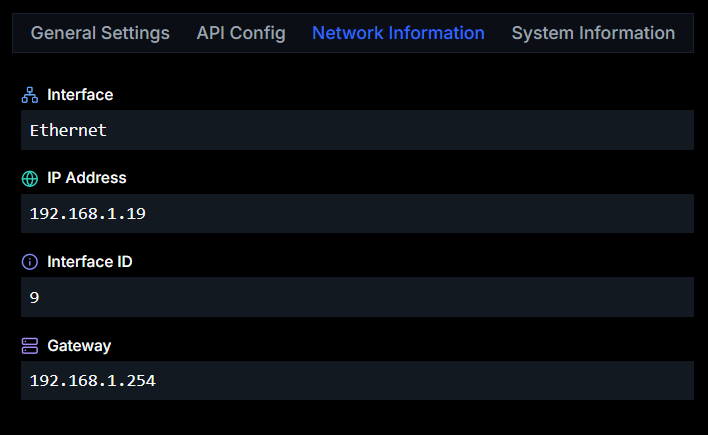 General Settings API Config Network Information System Information
Interface
Ethernet
IP Address
192.168.1.19
Interface ID
9
Gateway
192.168.1.254